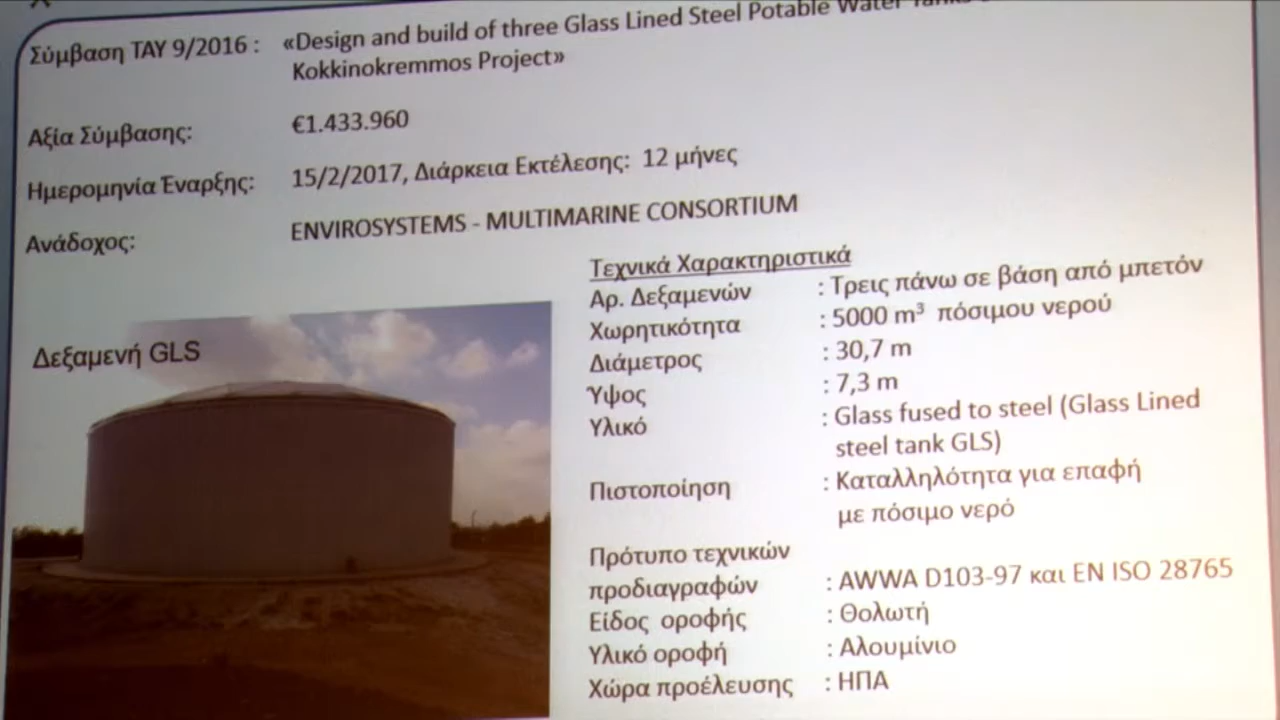 Σύμβαση ΤΑΥ 9/2016 : «Design and build of three Glass Lined Steel Potable Water Tanks
Kokkinokremmos Project»
Αξία Σύμβασης: €1.433.960
Ημερομηνία Έναρξης: 15/2/2017, Διάρκεια Εκτέλεσης: 12 μήνες
Ανάδοχος: ENVIROSYSTEMS - MULTIMARINE CONSORTIUM
Δεξαμενή GLS
Τεχνικά Χαρακτηριστικά
Αρ. Δεξαμενών : Τρεις πάνω σε βάση από μπετόν
Χωρητικότητα : 5000 m³ πόσιμου νερού
Διάμετρος : 30,7 m
Ύψος : 7,3 m
Υλικό : Glass fused to steel (Glass Lined
steel tank GLS)
Πιστοποίηση : Καταλληλότητα για επαφή
με πόσιμο νερό
Πρότυπο τεχνικών
προδιαγραφών : AWWA D103-97 και EN ISO 28765
Είδος οροφής : Θολωτή
Υλικό οροφή : Αλουμίνιο
Χώρα προέλευσης : ΗΠΑ